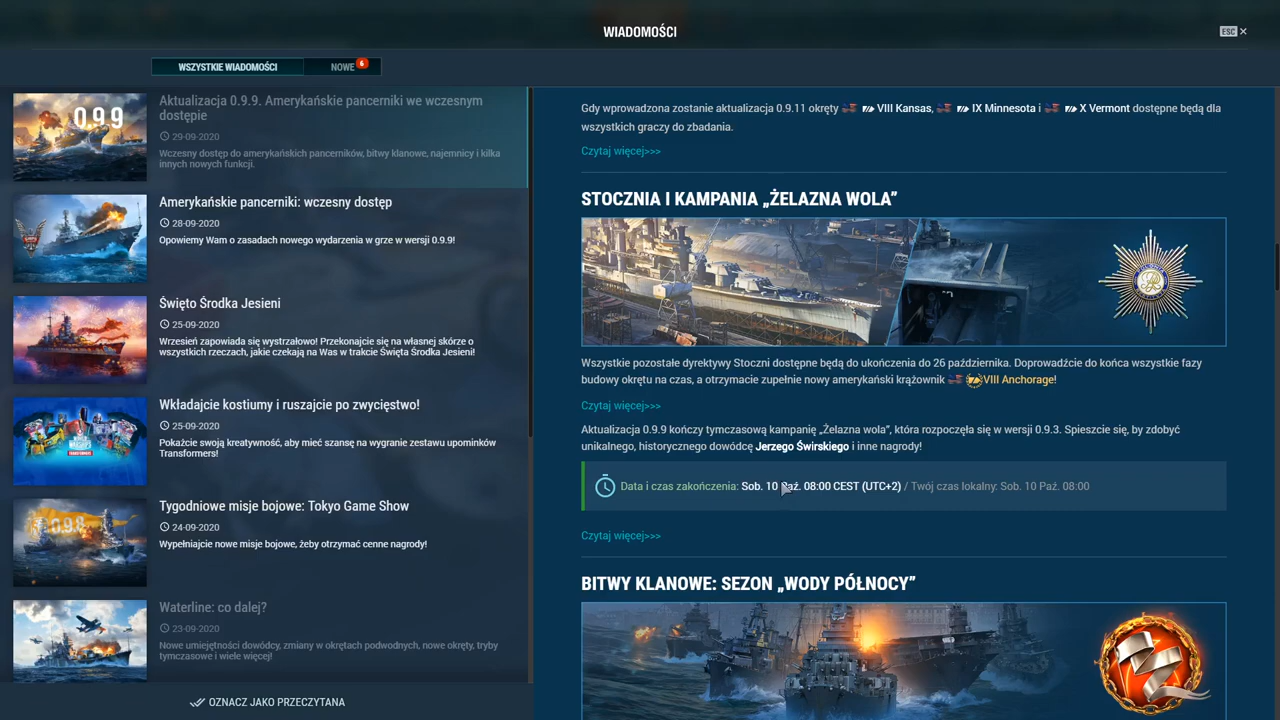 WIADOMOŚCI
ESC
WSZYSTKIE WIADOMOŚCI
NOWE 6
0.9.9
Aktualizacja 0.9.9. Amerykańskie pancerniki we wczesnym
dostępie
29-09-2020
Wczesny dostęp do amerykańskich pancerników, bitwy klanowe, najemnicy i kilka
innych nowych funkcji.
Amerykańskie pancerniki: wczesny dostęp
28-09-2020
Opowiemy Wam o zasadach nowego wydarzenia w grze w wersji 0.9.9!
Święto Środka Jesieni
25-09-2020
Wrzesień zapowiada się wystrzałowo! Przekonajcie się na własnej skórze o
wszystkich rzeczach, jakie czekają na Was w trakcie Święta Środka Jesieni!
Wkładajcie kostiumy i ruszajcie po zwycięstwo!
25-09-2020
Pokażcie swoją kreatywność, aby mieć szansę na wygranie zestawu upominków
Transformers!
Tygodniowe misje bojowe: Tokyo Game Show
24-09-2020
Wypełniajcie nowe misje bojowe, żeby otrzymać cenne nagrody!
0.9.8
Waterline: co dalej?
23-09-2020
Nowe umiejętności dowódcy, zmiany w okrętach podwodnych, nowe okręty, tryby
tymczasowe i wiele więcej!
OZNACZ JAKO PRZECZYTANA
Gdy wprowadzona zostanie aktualizacja 0.9.11 okręty VIII Kansas, IX Minnesota i X Vermont dostępne będą dla
wszystkich graczy do zbadania.
Czytaj więcej>>>
STOCZNIA I KAMPANIA „ŻELAZNA WOLA”
Wszystkie pozostałe dyrektywy Stoczni dostępne będą do ukończenia do 26 października. Doprowadźcie do końca wszystkie fazy
budowy okrętu na czas, a otrzymacie zupełnie nowy amerykański krążownik VIII Anchorage!
Czytaj więcej>>>
Aktualizacja 0.9.9 kończy tymczasową kampanię „Żelazna wola”, która rozpoczęła się w wersji 0.9.3. Spieszcie się, by zdobyć
unikalnego, historycznego dowódcę Jerzego Świrskiego i inne nagrody!
Data i czas zakończenia: Sob. 10 Paź. 08:00 CEST (UTC+2) / Twój czas lokalny: Sob. 10 Paź. 08:00
Czytaj więcej>>>
BITWY KLANOWE: SEZON „WODY PÓŁNOCY”